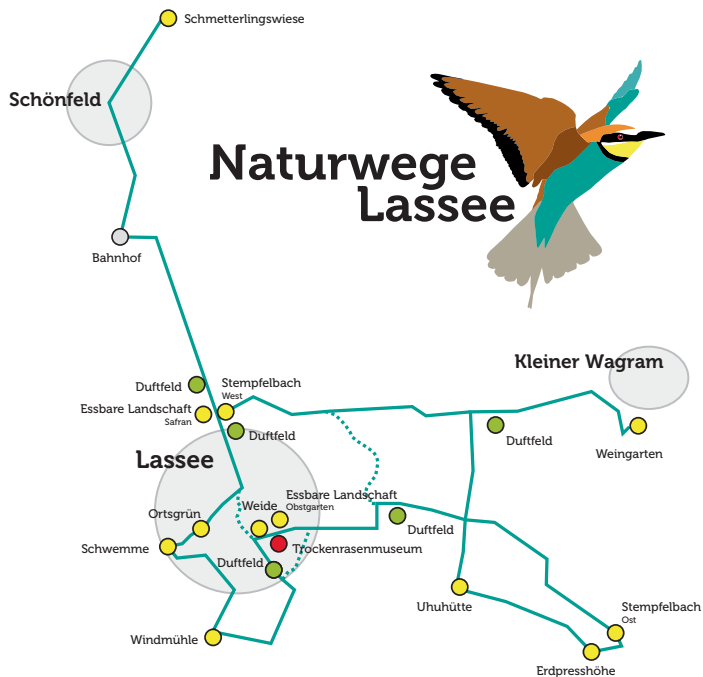 Schmetterlingswiese
Schönfeld
Naturwege
Lassee
Bahnhof
Kleiner Wagram
Duftfeld
Stempfelbach
West
Essbare Landschaft
Safran
Duftfeld
Duftfeld
Weingarten
Lassee
Essbare Landschaft
Obstgarten
Weide
Ortsgrün
Duftfeld
Schwemme
Trockenrasenmuseum
Duftfeld
Uhuhütte
Stempfelbach
Ost
Windmühle
Erdpresshöhe